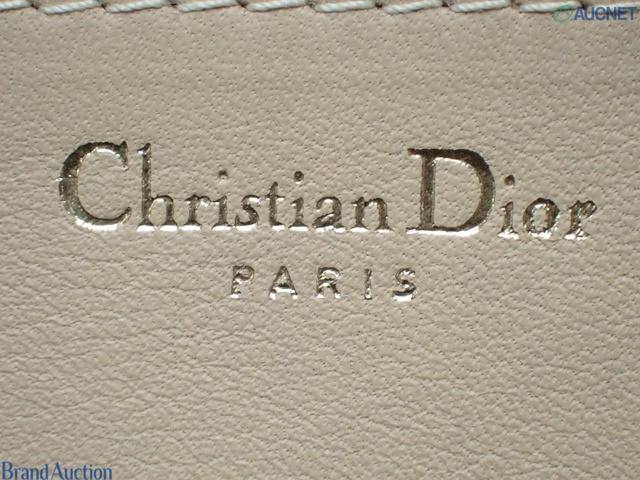 AUCNET
Christian Dior
PARIS
Brand Auction